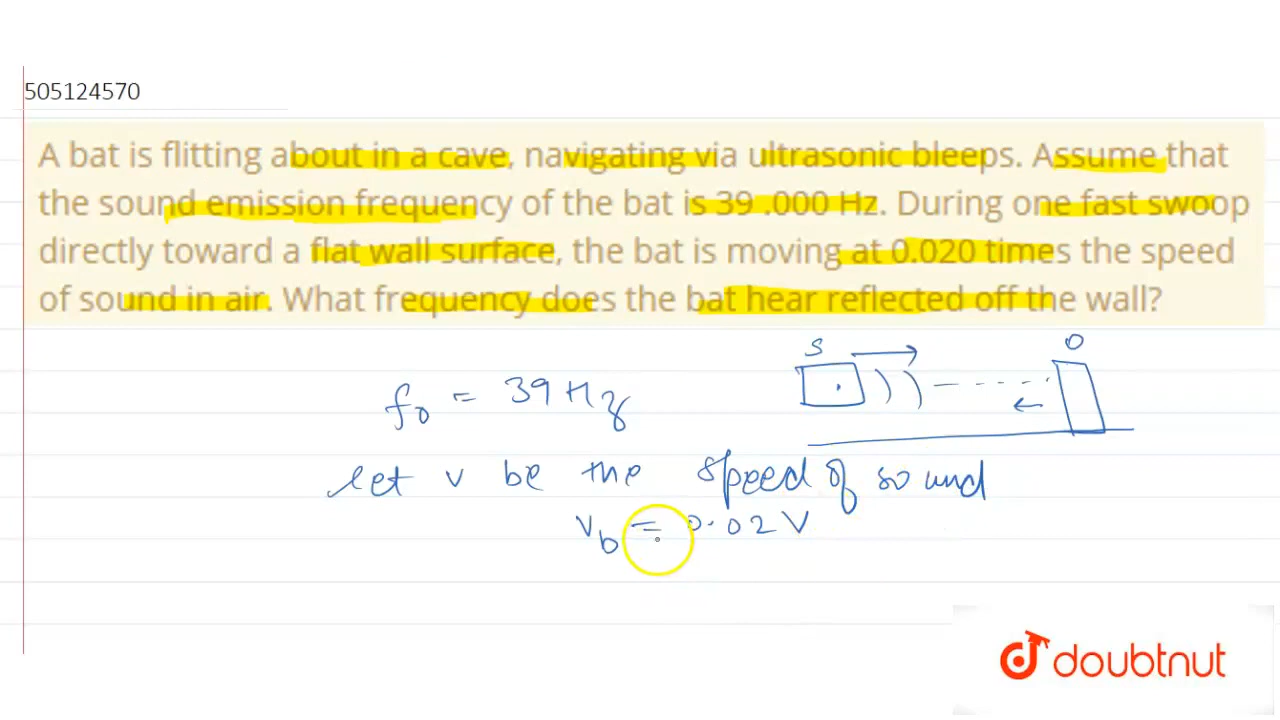 505124570
A bat is flitting about in a cave, navigating via ultrasonic bleeps. Assume that
the sound emission frequency of the bat is 39 .000 Hz. During one fast swoop
directly toward a flat wall surface, the bat is moving at 0.020 times the speed
of sound in air. What frequency does the bat hear reflected off the wall?
S O
f₀ = 39 Hz
let v be the speed of sound
v_b = 0.02 V
doubtnut